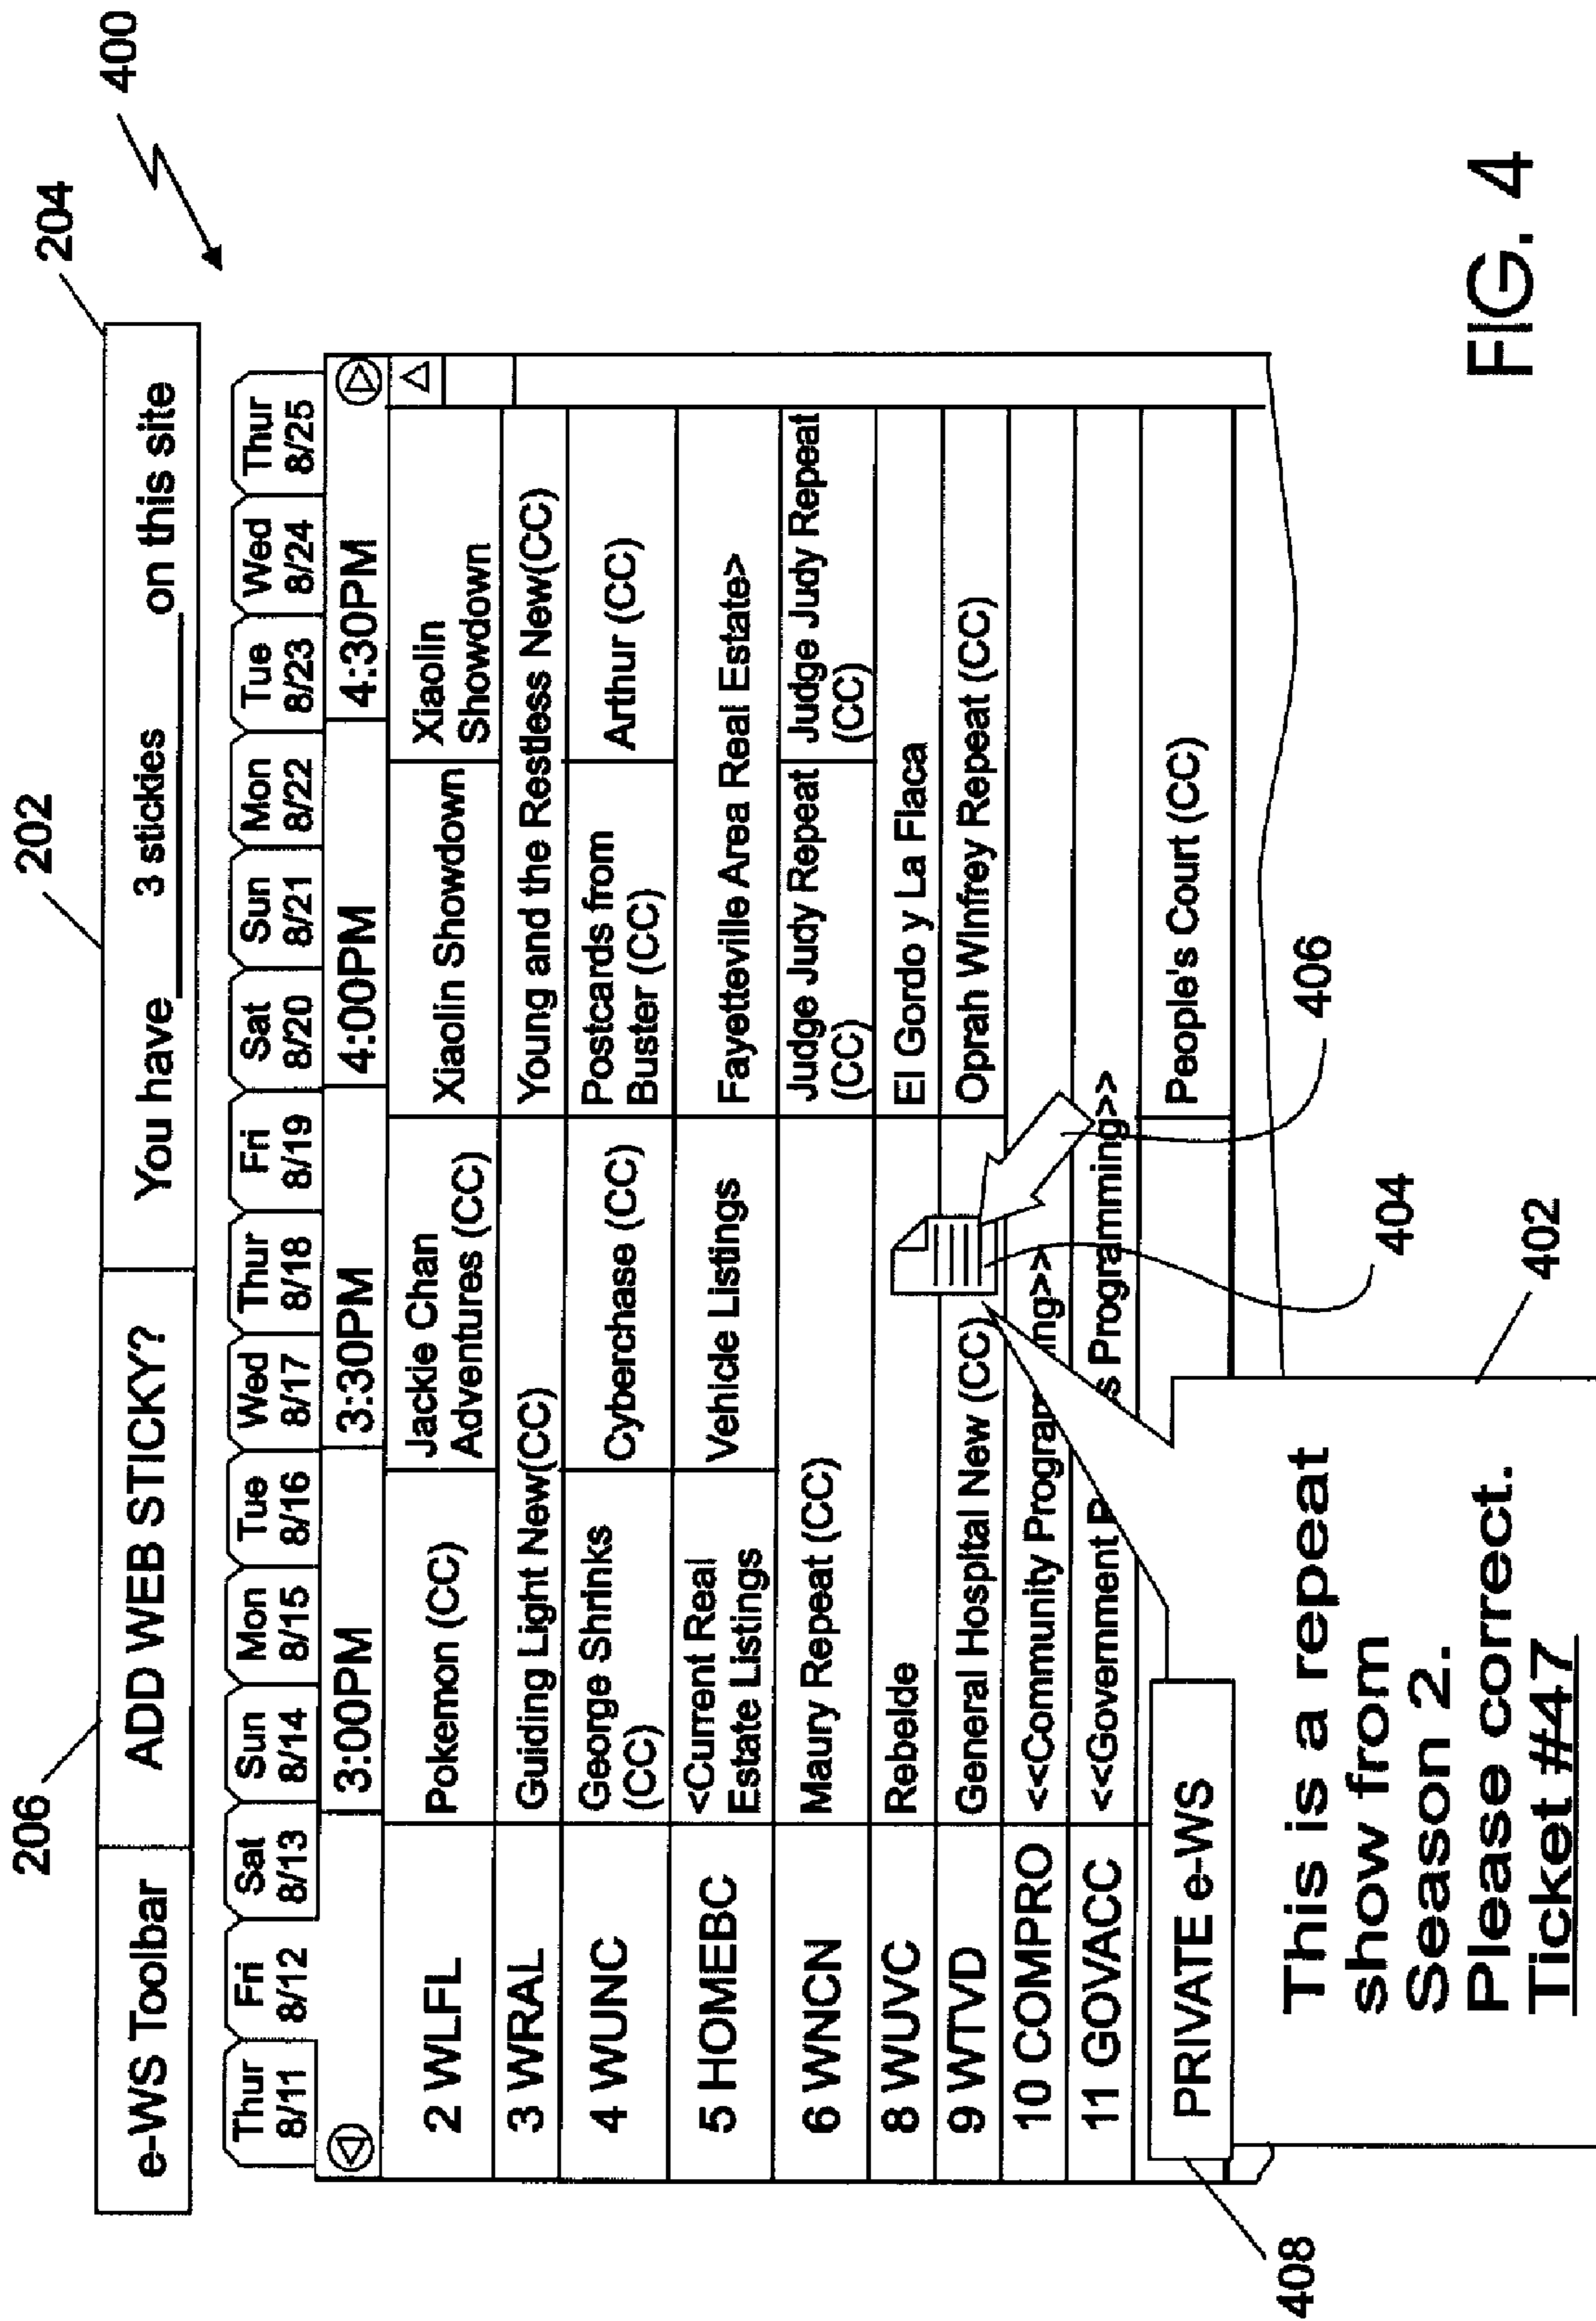 400
206
202
204
e-WS Toolbar
ADD WEB STICKY?
You have 3 stickies on this site
Thur 8/11
Fri 8/12
Sat 8/13
Sun 8/14
Mon 8/15
Tue 8/16
Wed 8/17
Thur 8/18
Fri 8/19
Sat 8/20
Sun 8/21
Mon 8/22
Tue 8/23
Wed 8/24
Thur 8/25
3:00PM 3:30PM 4:00PM 4:30PM
2 WLFL
Pokemon (CC)
Jackie Chan
Adventures (CC)
Xiaolin Showdown
Xiaolin
Showdown
3 WRAL
Guiding Light New(CC)
Young and the Restless New(CC)
4 WUNC
George Shrinks
(CC)
Cyberchase (CC)
Postcards from
Buster (CC)
Arthur (CC)
5 HOMEBC
<Current Real
Estate Listings
Vehicle Listings
Fayetteville Area Real Estate>
6 WNCN
Maury Repeat (CC)
Judge Judy Repeat
(CC)
Judge Judy Repeat
(CC)
8 WUVC
Rebelde
El Gordo y La Flaca
9 WTVD
General Hospital New (CC)
Oprah Winfrey Repeat (CC)
10 COMPRO
<<Community Program ing>>
11 GOVACC
<<Government P s Programming>>
People's Court (CC)
PRIVATE e-WS
This is a repeat
show from
Season 2.
Please correct.
Ticket #47
408
402
404
406
FIG. 4